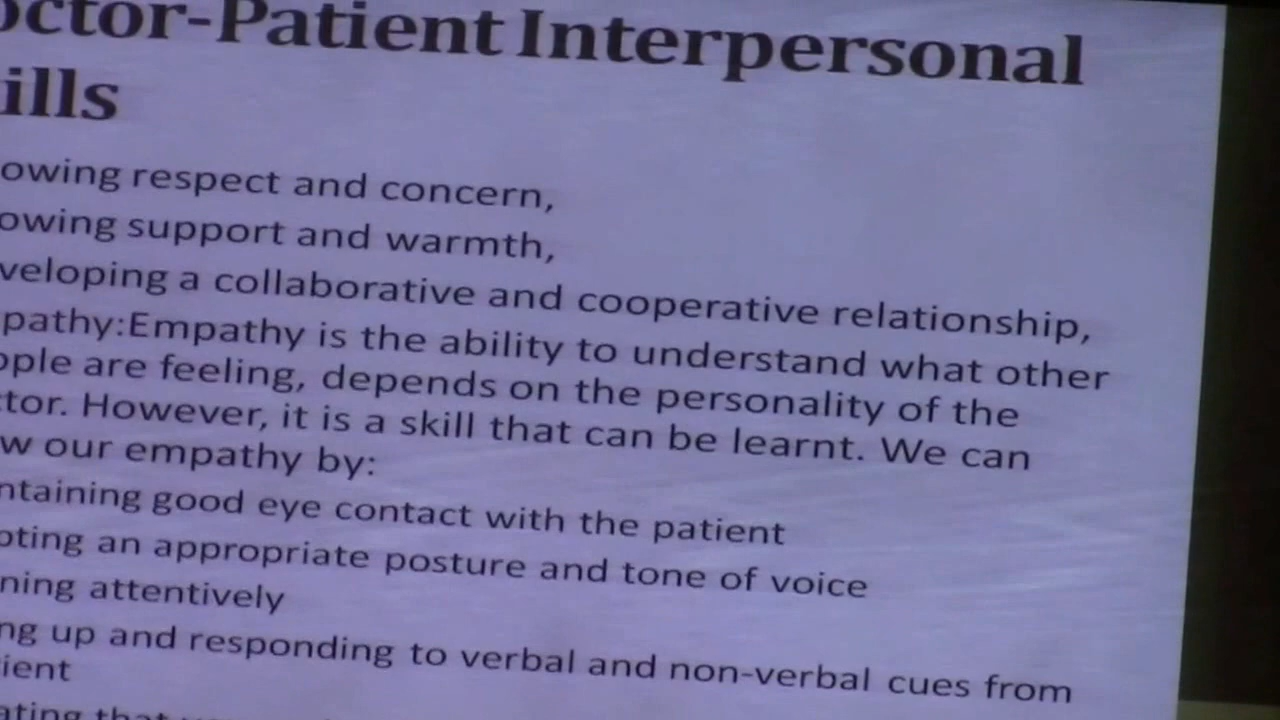 octor-Patient Interpersonal
ills
owing respect and concern,
owing support and warmth,
veloping a collaborative and cooperative relationship,
pathy:Empathy is the ability to understand what other
ople are feeling, depends on the personality of the
ctor. However, it is a skill that can be learnt. We can
w our empathy by:
ntaining good eye contact with the patient
pting an appropriate posture and tone of voice
ning attentively
ng up and responding to verbal and non-verbal cues from
ient
ating that